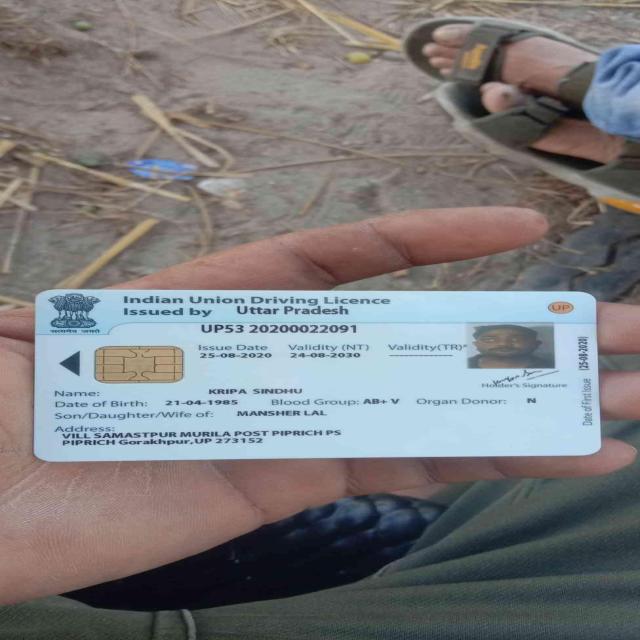 Indian Union Driving Licence
Issued by Uttar Pradesh
UP
सत्यमेव जयते
UP53 20200022091
Issue Date Validity (NT) Validity(TR)*
25-08-2020 24-08-2030
Holder's Signature
Date of First Issue (25-08-2020)
Name: KRIPA SINDHU
Date of Birth: 21-04-1985 Blood Group: AB+ V Organ Donor: N
Son/Daughter/Wife of: MANSHER LAL
Address:
VILL SAMASTPUR MURILA POST PIPRICH PS
PIPRICH Gorakhpur,UP 273152